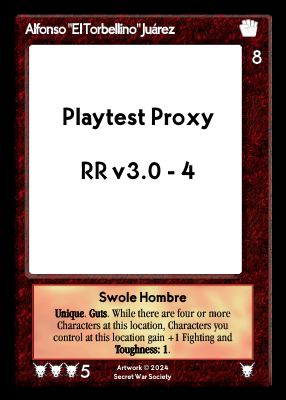 Alfonso "El Torbellino" Juárez
8
Playtest Proxy
RR v3.0 - 4
Swole Hombre
Unique. Guts. While there are four or more
Characters at this location, Characters you
control at this location gain +1 Fighting and
Toughness: 1.
5
Artwork © 2024
Secret War Society